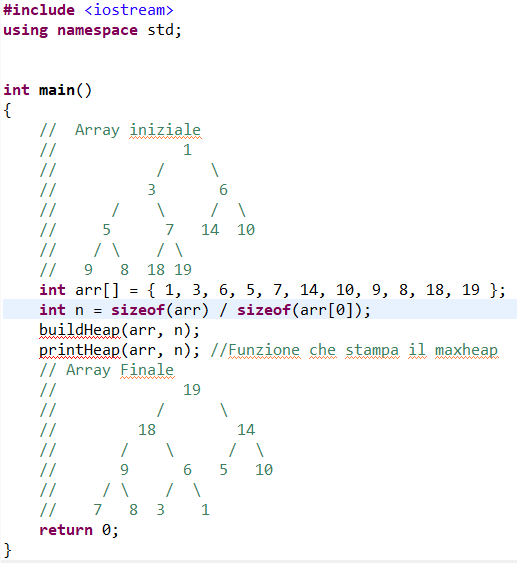 #include <iostream>
using namespace std;
int main()
{
//  Array iniziale
//              1
//           /     \
//          3       6
//      /    \     /  \
//     5      7   14  10
//    / \    / \
//   9   8  18 19
int arr[] = { 1, 3, 6, 5, 7, 14, 10, 9, 8, 18, 19 };
int n = sizeof(arr) / sizeof(arr[0]);
buildHeap(arr, n);
printHeap(arr, n); //Funzione che stampa il maxheap
// Array Finale
//              19
//           /      \
//         18         14
//       /    \      /  \
//       9      6   5   10
//     / \    /  \
//    7   8  3    1
return 0;
}